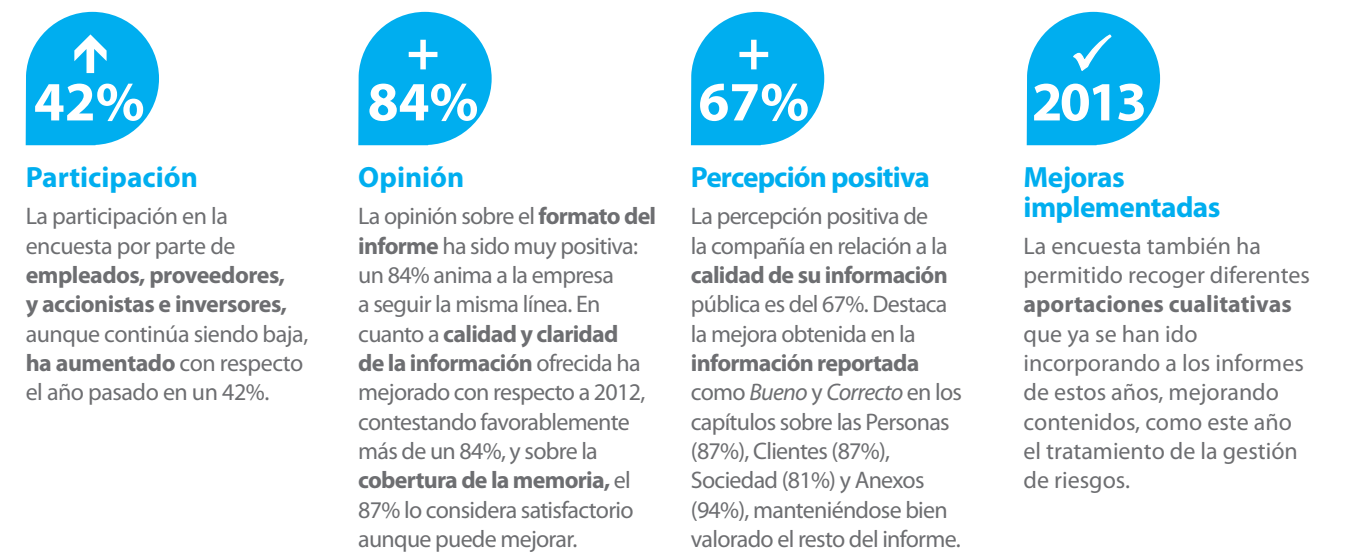 42%
Participación
La participación en la
encuesta por parte de
empleados, proveedores,
y accionistas e inversores,
aunque continúa siendo baja,
ha aumentado con respecto
el año pasado en un 42%.
+
84%
Opinión
La opinión sobre el formato del
informe ha sido muy positiva:
un 84% anima a la empresa
a seguir la misma línea. En
cuanto a calidad y claridad
de la información ofrecida ha
mejorado con respecto a 2012,
contestando favorablemente
más de un 84%, y sobre la
cobertura de la memoria, el
87% lo considera satisfactorio
aunque puede mejorar.
+
67%
Percepción positiva
La percepción positiva de
la compañía en relación a la
calidad de su información
pública es del 67%. Destaca
la mejora obtenida en la
información reportada
como Bueno y Correcto en los
capítulos sobre las Personas
(87%), Clientes (87%),
Sociedad (81%) y Anexos
(94%), manteniéndose bien
valorado el resto del informe.
2013
Mejoras
implementadas
La encuesta también ha
permitido recoger diferentes
aportaciones cualitativas
que ya se han ido
incorporando a los informes
de estos años, mejorando
contenidos, como este año
el tratamiento de la gestión
de riesgos.